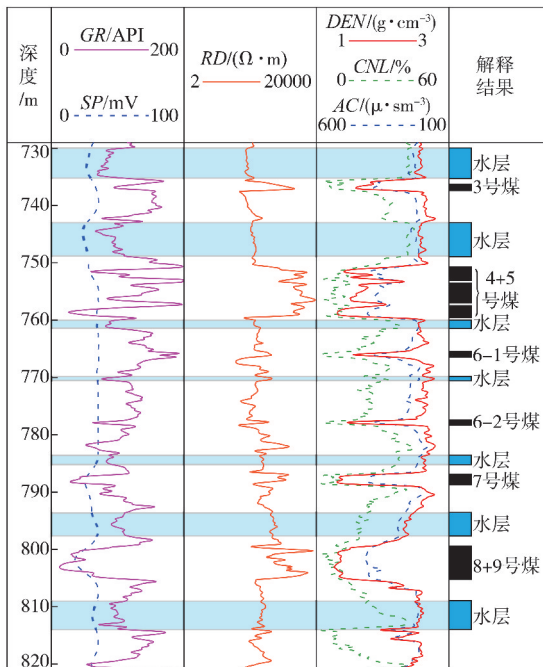 深度/m
GR/API
0 200
SP/mV
0 100
RD/(Ω·m)
2 20000
DEN/(g·cm⁻³)
1 3
CNL/%
0 60
AC/(μ·sm⁻³)
600 100
解释
结果
730
740
750
760
770
780
790
800
810
820
水层
3号煤
水层
4+5
号煤
水层
6-1号煤
水层
6-2号煤
水层
7号煤
水层
8+9号煤
水层